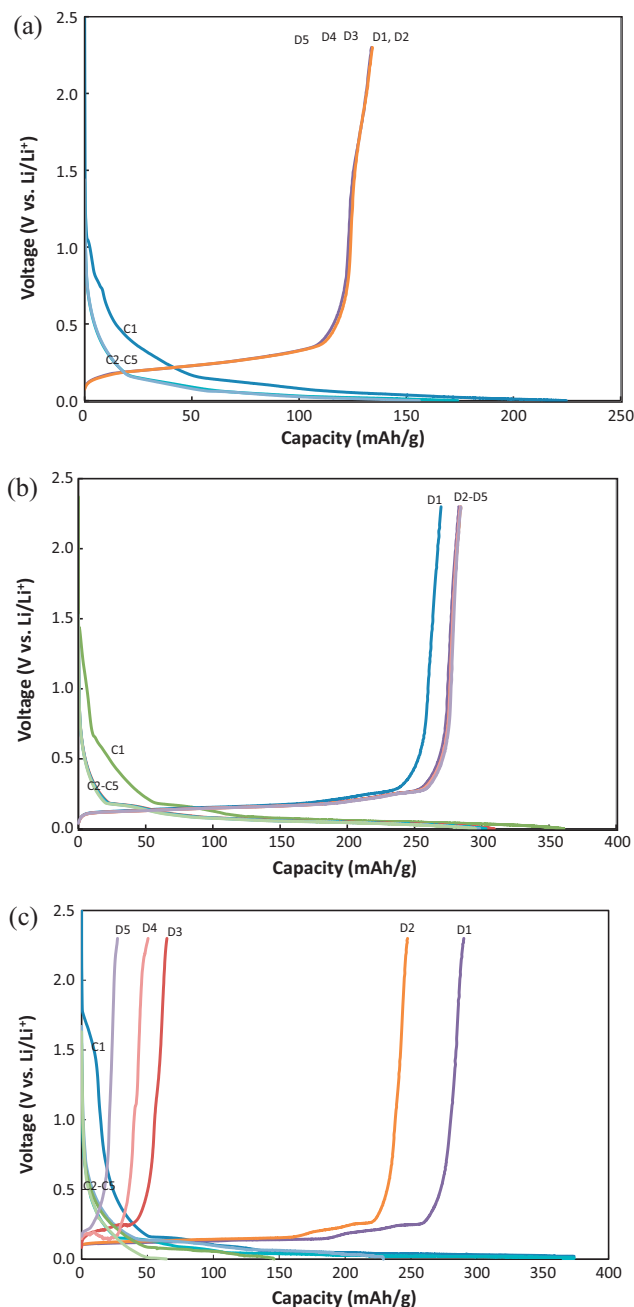 (a)
2.5
2.0
1.5
1.0
0.5
0.0
Voltage (V vs. Li/Li⁺)
D5 D4 D3 D1, D2
C1
C2-C5
0 50 100 150 200 250
Capacity (mAh/g)
(b)
2.5
2.0
1.5
1.0
0.5
0.0
Voltage (V vs. Li/Li⁺)
D1 D2-D5
C1
C2-C5
0 50 100 150 200 250 300 350 400
Capacity (mAh/g)
(c)
2.5
2.0
1.5
1.0
0.5
0.0
Voltage (V vs. Li/Li⁺)
D5 D4 D3 D2 D1
C1
C2-C5
0 50 100 150 200 250 300 400
Capacity (mAh/g)